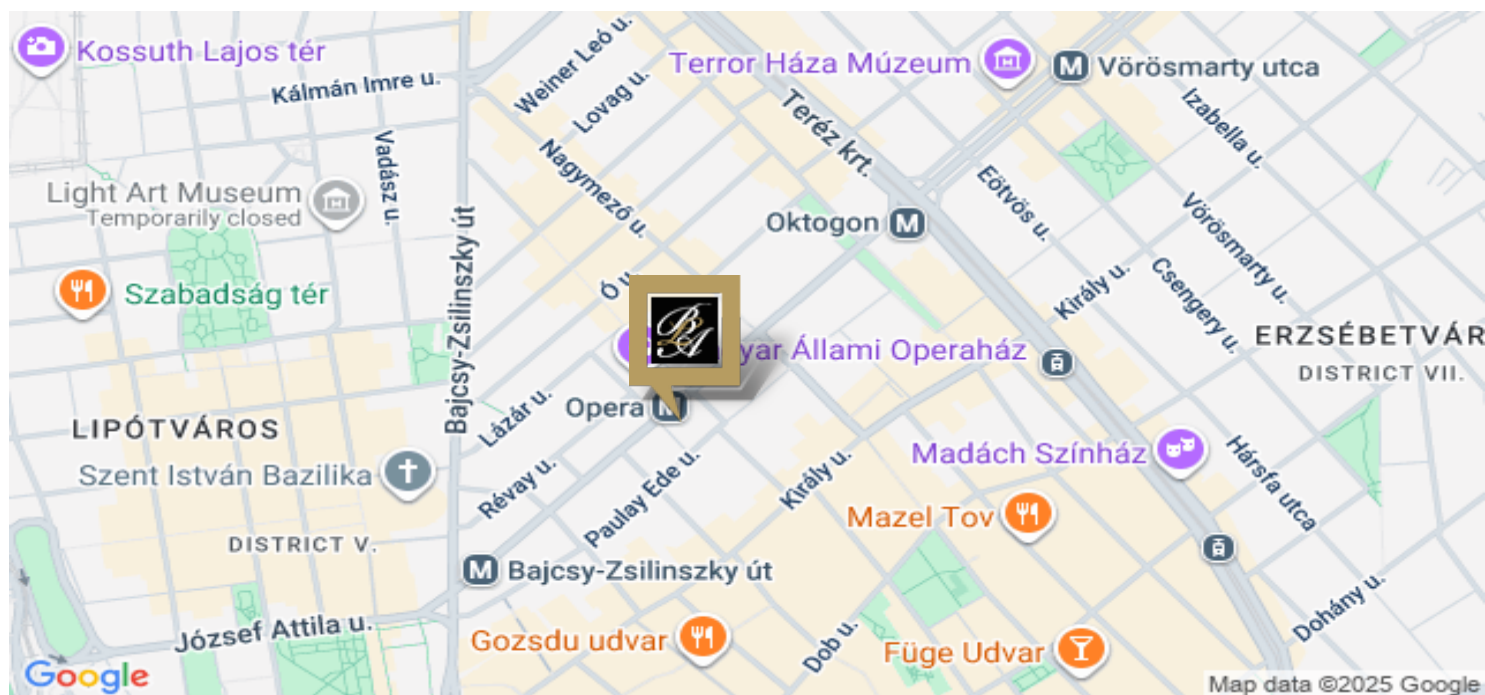 Kossuth Lajos tér
Kálmán Imre u.
Weiner Leó u.
Lovag u.
Terror Háza Múzeum
M Vörösmarty utca
Izabella u.
Teréz krt.
Vadász u.
Nagymező u.
Light Art Museum
Temporarily closed
Oktogon M
Eötvös u.
Vörösmarty u.
Szabadság tér
Bajcsy-Zsilinszky út
Ó u.
Király u.
Csengery u.
BLA
yar Állami Operaház
ERZSÉBETVÁR
DISTRICT VII.
Opera M
Lázár u.
LIPÓTVÁROS
Szent István Bazilika
Révay u.
Paulay Ede u.
Király u.
Madách Színház
Hársfa utca
Mazel Tov
DISTRICT V.
M Bajcsy-Zsilinszky út
József Attila u.
Gozsdu udvar
Dob u.
Füge Udvar
Dohány u.
Google
Map data ©2025 Google